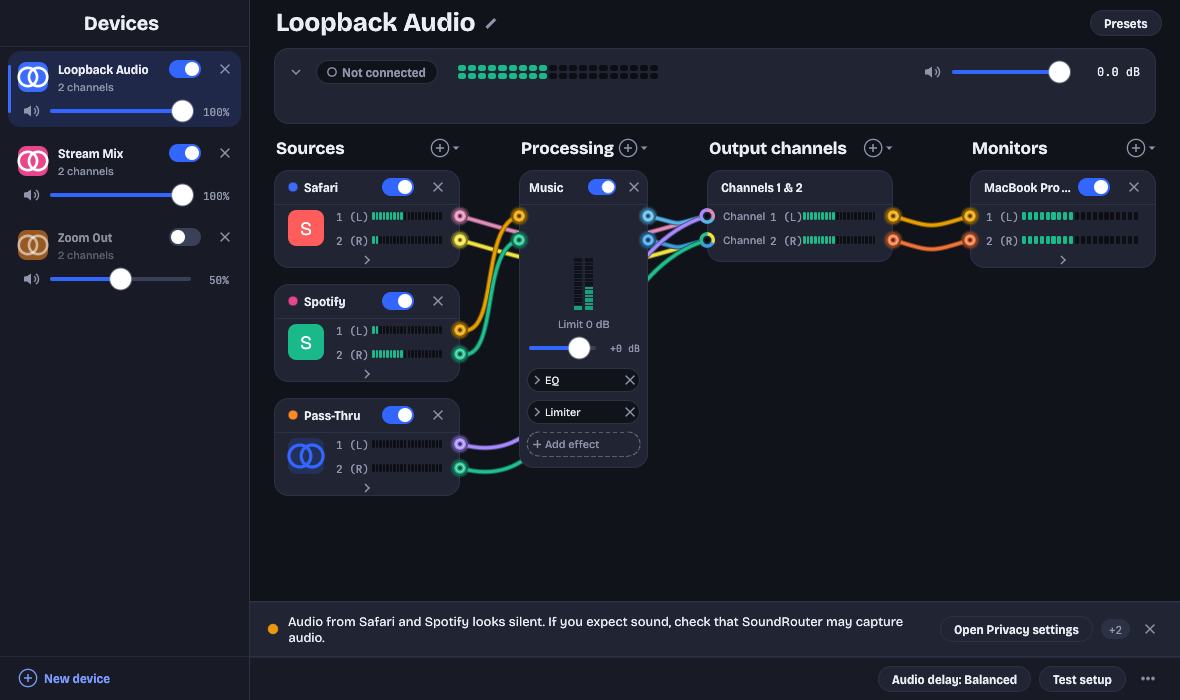 Devices
Loopback Audio
2 channels
100%
Stream Mix
2 channels
100%
Zoom Out
2 channels
50%
New device
Loopback Audio
Presets
Not connected
0.0 dB
Sources
Processing
Output channels
Monitors
Safari
S
1 (L)
2 (R)
Spotify
S
1 (L)
2 (R)
Pass-Thru
1 (L)
2 (R)
Music
Limit 0 dB
+0 dB
EQ
Limiter
+ Add effect
Channels 1 & 2
Channel 1 (L)
Channel 2 (R)
MacBook Pro ...
1 (L)
2 (R)
Audio from Safari and Spotify looks silent. If you expect sound, check that SoundRouter may capture
audio.
Open Privacy settings
+2
Audio delay: Balanced
Test setup